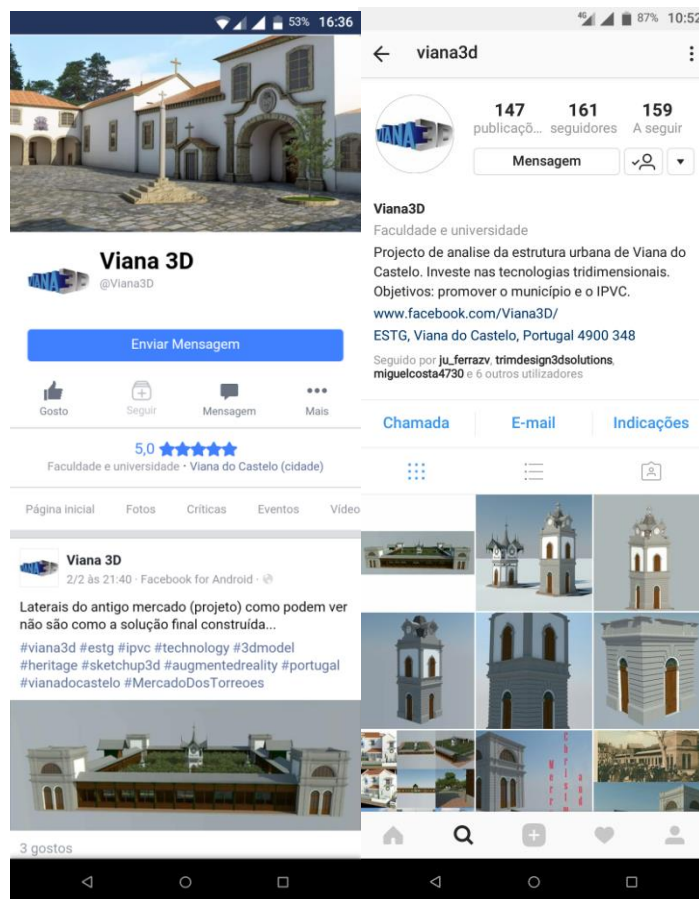 53% 16:36
Viana 3D
@Viana3D
VIANA3D
Enviar Mensagem
Gosto
Seguir
Mensagem
Mais
5,0
Faculdade e universidade · Viana do Castelo (cidade)
Página inicial Fotos Críticas Eventos Vídeo
Viana 3D
2/2 às 21:40 · Facebook for Android ·
Laterais do antigo mercado (projeto) como podem ver
não são como a solução final construída...
#viana3d #estg #ipvc #technology #3dmodel
#heritage #sketchup3d #augmentedreality #portugal
#vianadocastelo #MercadoDosTorreoes
3 gostos
4G 87% 10:52
viana3d
VIANA3D
147 161 159
publicaçõ... seguidores A seguir
Mensagem
Viana3D
Faculdade e universidade
Projecto de analise da estrutura urbana de Viana do
Castelo. Investe nas tecnologias tridimensionais.
Objetivos: promover o município e o IPVC.
www.facebook.com/Viana3D/
ESTG, Viana do Castelo, Portugal 4900 348
Seguido por ju_ferrazv, trimdesign3dsolutions,
miguelcosta4730 e 6 outros utilizadores
Chamada E-mail Indicações